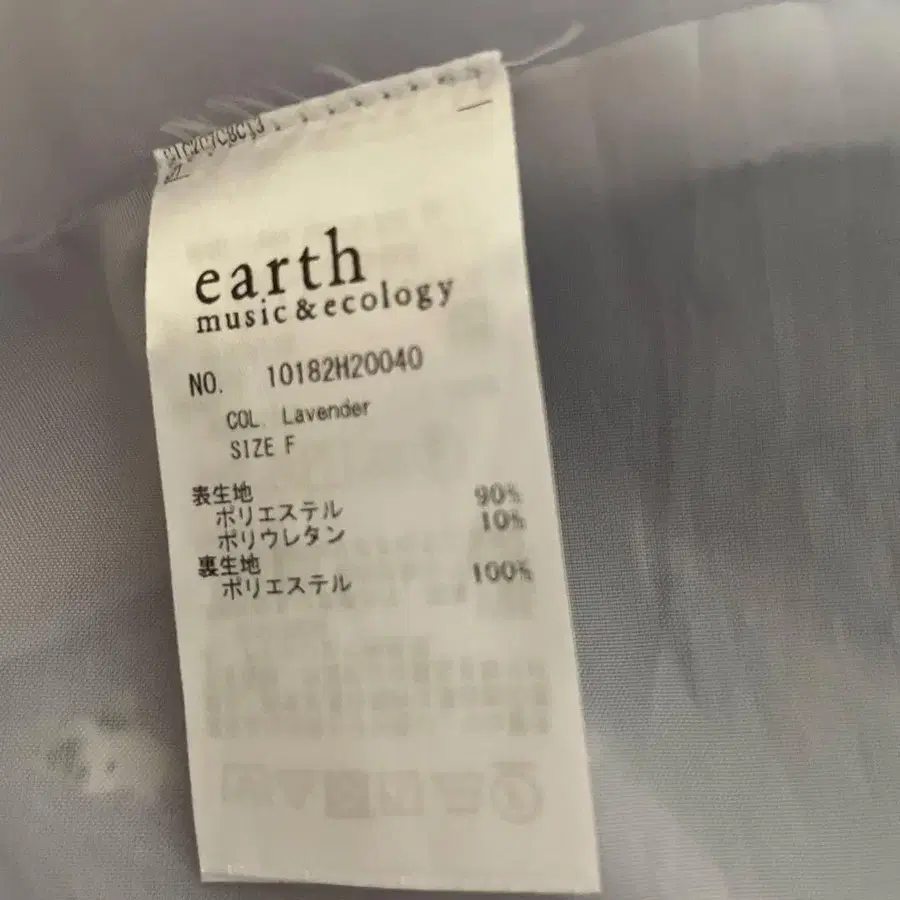 C1C2C7C8C13
earth
music & ecology
NO. 10182H20040
COL. Lavender
SIZE F
表生地
ポリエステル 90%
ポリウレタン 10%
裏生地
ポリエステル 100%